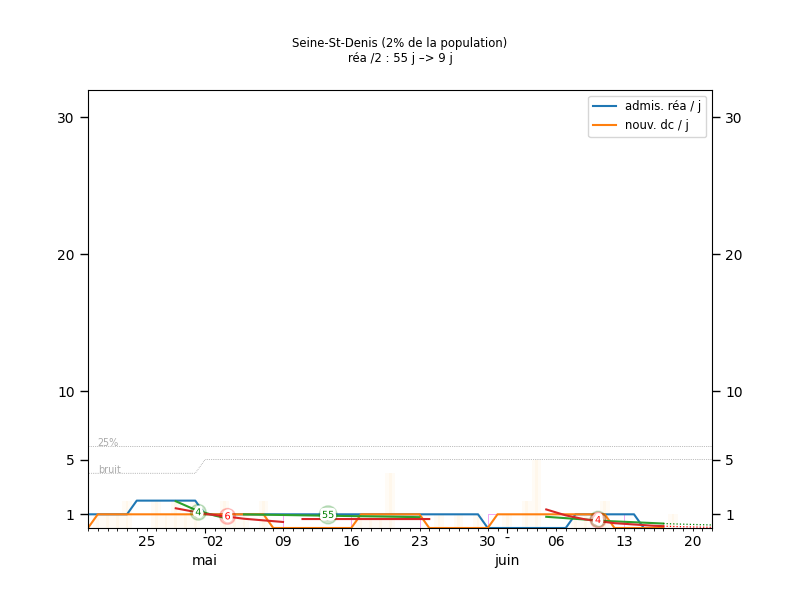 Seine-St-Denis (2% de la population)
réa /2 : 55 j –> 9 j
admis. réa / j
nouv. dc / j
30 30
20 20
10 10
25%
5 5
bruit
1 4 6 55 4 1
25 02 09 16 23 30 06 13 20
mai juin